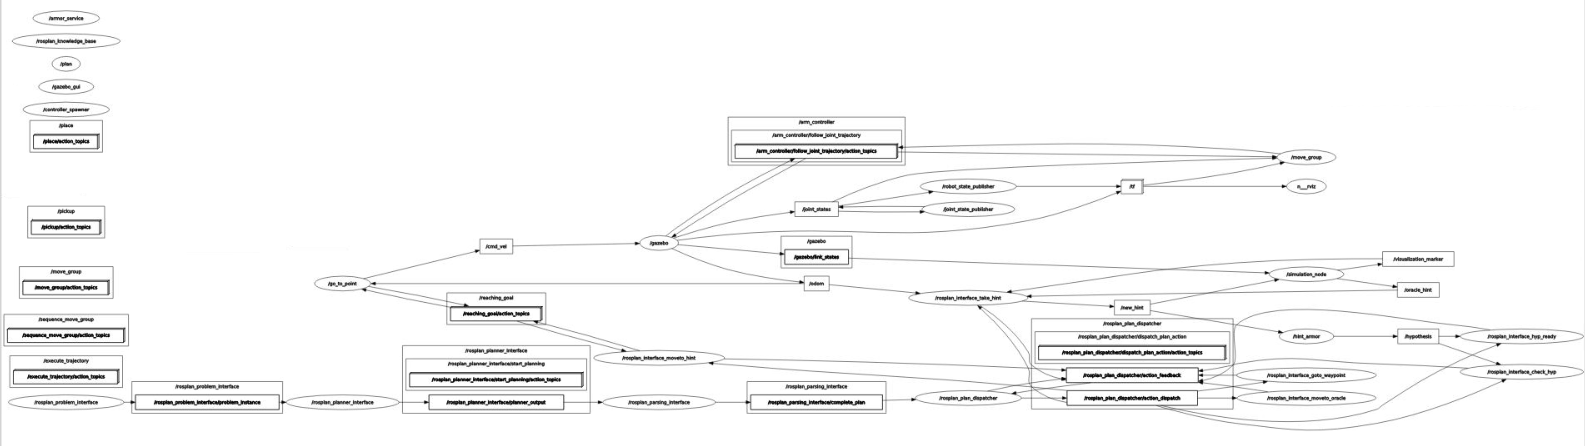 /armor_service
/rosplan_knowledge_base
/plan
/gazebo_gui
/controller_spawner
/place
/place/action_topics
/pickup
/pickup/action_topics
/move_group
/move_group/action_topics
/sequence_move_group
/sequence_move_group/action_topics
/execute_trajectory
/execute_trajectory/action_topics
/rosplan_problem_interface
/rosplan_problem_interface
/rosplan_problem_interface/problem_instance
/rosplan_planner_interface
/rosplan_planner_interface
/rosplan_planner_interface/start_planning
/rosplan_planner_interface/start_planning/action_topics
/rosplan_planner_interface/planner_output
/rosplan_parsing_interface
/rosplan_parsing_interface
/rosplan_parsing_interface/complete_plan
/go_to_point
/cmd_vel
/reaching_goal
/reaching_goal/action_topics
/rosplan_interface_moveto_hint
/gazebo
/arm_controller
/arm_controller/follow_joint_trajectory
/arm_controller/follow_joint_trajectory/action_topics
/joint_states
/gazebo
/gazebo/link_states
/odom
/robot_state_publisher
/joint_state_publisher
/tf
/move_group
n__rviz
/rosplan_interface_take_hint
/new_hint
/simulation_node
/visualization_marker
/oracle_hint
/hint_armor
/hypothesis
/rosplan_interface_hyp_ready
/rosplan_interface_check_hyp
/rosplan_plan_dispatcher
/rosplan_plan_dispatcher
/rosplan_plan_dispatcher/dispatch_plan_action
/rosplan_plan_dispatcher/dispatch_plan_action/action_topics
/rosplan_plan_dispatcher/action_feedback
/rosplan_plan_dispatcher/action_dispatch
/rosplan_interface_goto_waypoint
/rosplan_interface_moveto_oracle